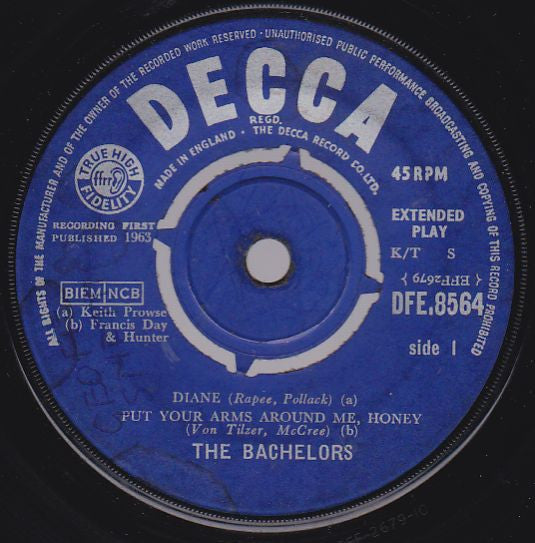 ALL RIGHTS OF THE MANUFACTURER AND OF THE OWNER OF THE RECORDED WORK RESERVED · UNAUTHORISED PUBLIC PERFORMANCE BROADCASTING AND COPYING OF THIS RECORD PROHIBITED
DECCA
REGD.
MADE IN ENGLAND · THE DECCA RECORD CO. LTD.
TRUE HIGH
ffrr
FIDELITY
45 RPM
RECORDING FIRST
PUBLISHED 1963
EXTENDED
PLAY
K/T S
{ EFF2679 }
BIEM NCB
DFE.8564
(a) Keith Prowse
(b) Francis Day
& Hunter
side 1
DIANE (Rapee, Pollack) (a)
PUT YOUR ARMS AROUND ME, HONEY
(Von Tilzer, McCree) (b)
THE BACHELORS
2679-10